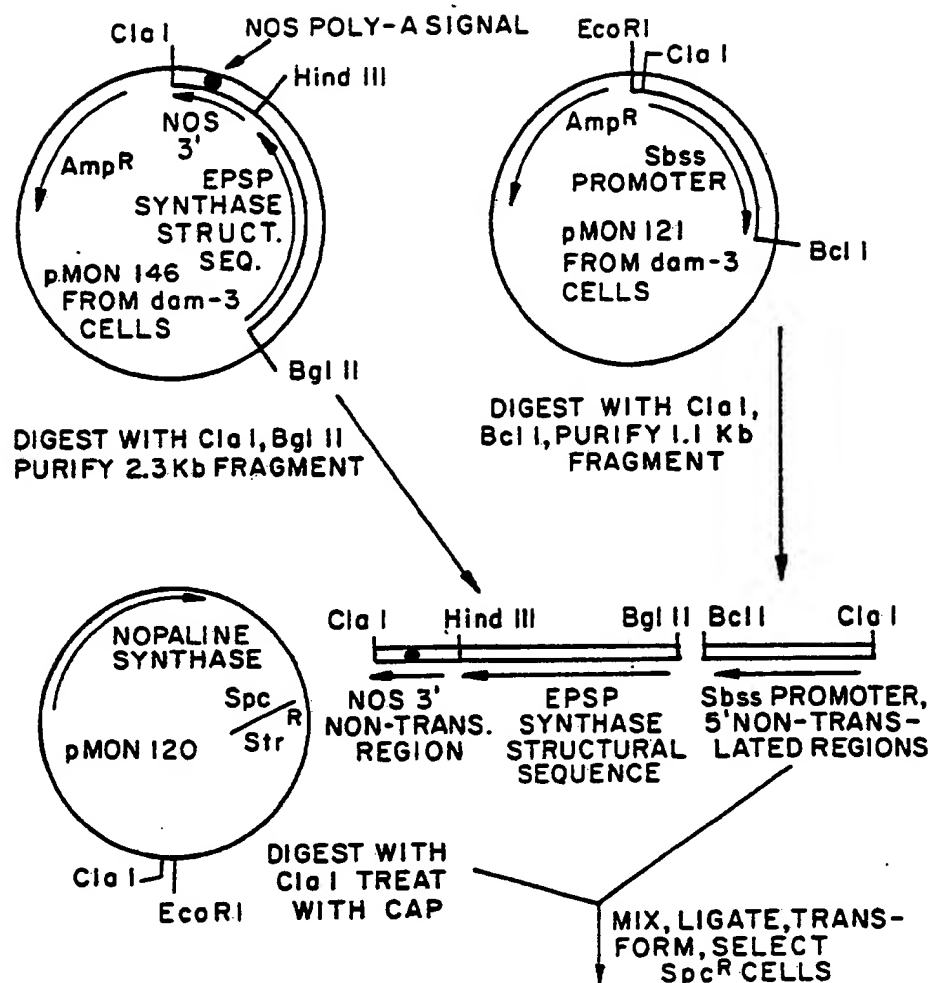 Cla I
NOS POLY-A SIGNAL
Hind III
NOS
3'
AmpR
EPSP
SYNTHASE
STRUCT.
SEQ.
pMON 146
FROM dam-3
CELLS
Bgl II
EcoRI
Cla I
AmpR
Sbss
PROMOTER
pMON 121
FROM dam-3
CELLS
Bcl I
DIGEST WITH Cla I, Bgl II
PURIFY 2.3 Kb FRAGMENT
DIGEST WITH Cla I,
Bcl I, PURIFY 1.1 Kb
FRAGMENT
Cla I
Hind III
Bgl II
Bcl I
Cla I
NOS 3'
NON-TRANS.
REGION
EPSP
SYNTHASE
STRUCTURAL
SEQUENCE
Sbss PROMOTER,
5' NON-TRANS-
LATED REGIONS
NOPALINE
SYNTHASE
Spc
R
Str
pMON 120
Cla I
EcoRI
DIGEST WITH
Cla I TREAT
WITH CAP
MIX, LIGATE, TRANS-
FORM, SELECT
SpcR CELLS